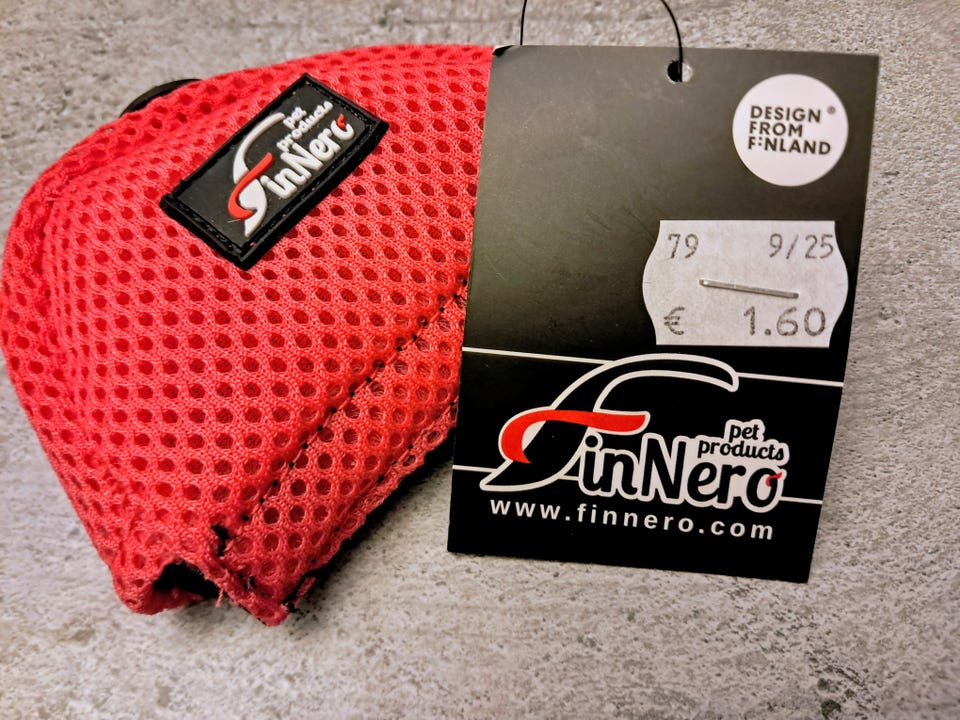 pet
products
FinNero
DESIGN ®
FROM
FINLAND
79 9/25
€ 1.60
pet
products
FinNero
www.finnero.com